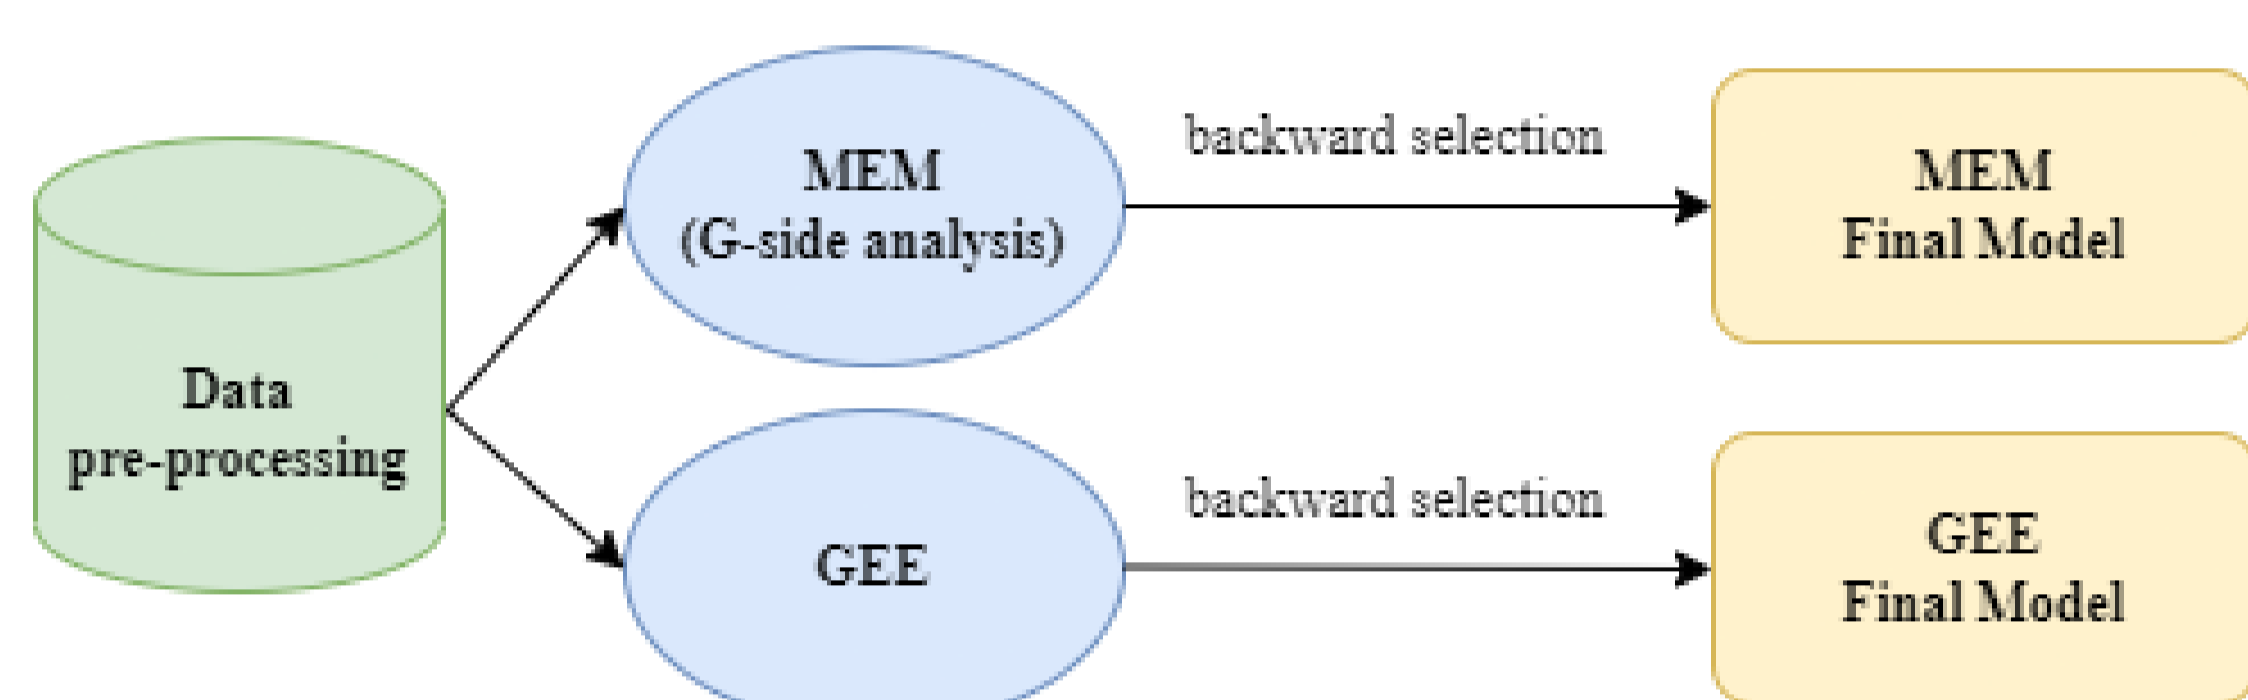 Data
pre-processing
MEM
(G-side analysis)
backward selection
MEM
Final Model
GEE
backward selection
GEE
Final Model